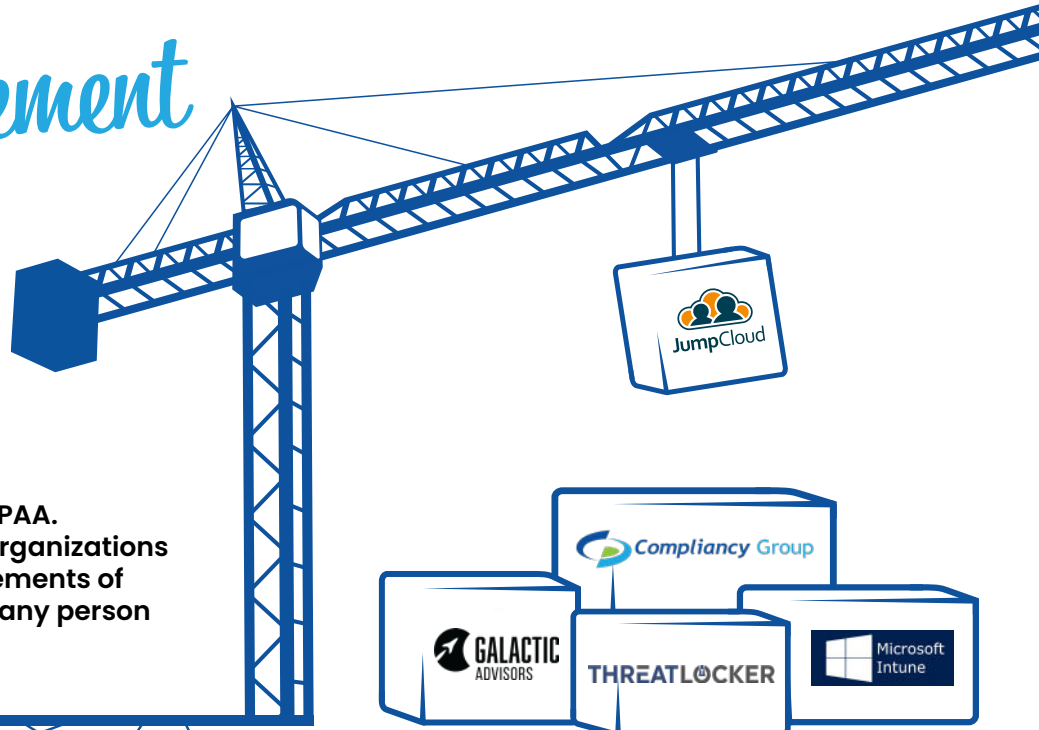 ement
JumpCloud
PAA.
rganizations
ements of
any person
Compliancy Group
GALACTIC
ADVISORS
THREATLOCKER
Microsoft
Intune